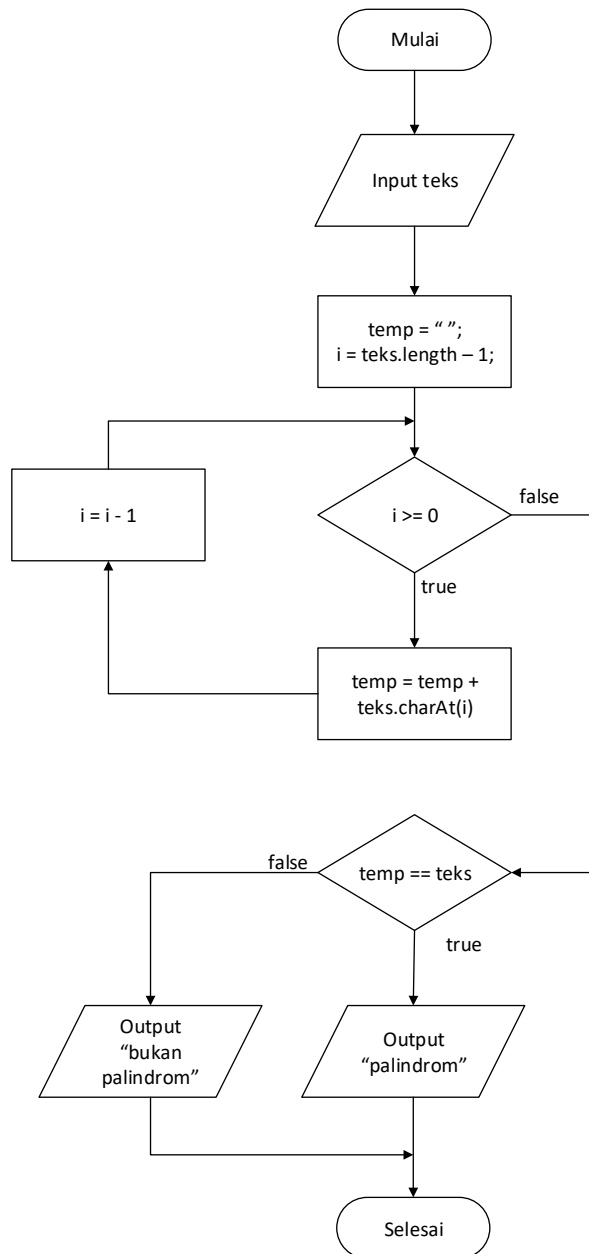 Mulai
Input teks
temp = “ ”;
i = teks.length – 1;
i = i - 1
i >= 0
false
true
temp = temp +
teks.charAt(i)
false
temp == teks
true
Output
“bukan
palindrom”
Output
“palindrom”
Selesai